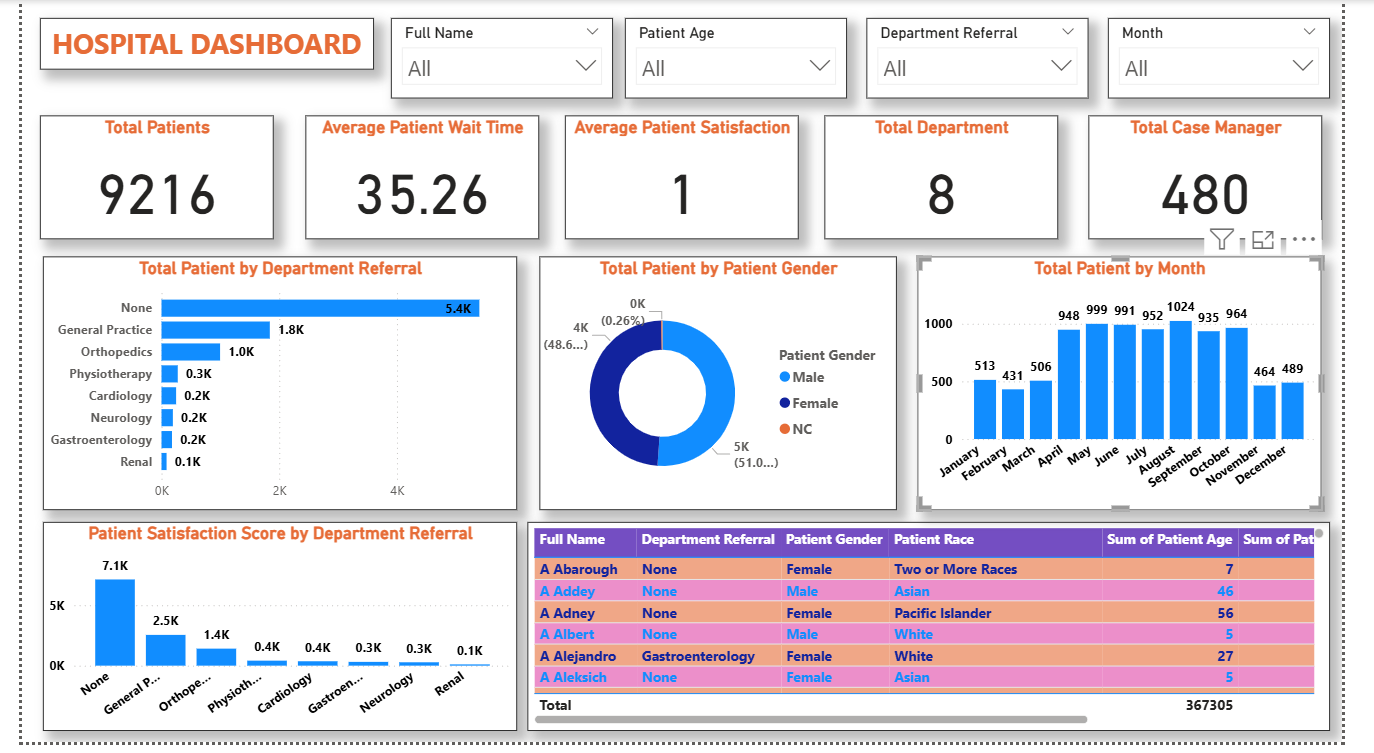 HOSPITAL DASHBOARD
Full Name
All
Patient Age
All
Department Referral
All
Month
All
Total Patients
9216
Average Patient Wait Time
35.26
Average Patient Satisfaction
1
Total Department
8
Total Case Manager
480
Total Patient by Department Referral
None 5.4K
General Practice 1.8K
Orthopedics 1.0K
Physiotherapy 0.3K
Cardiology 0.2K
Neurology 0.2K
Gastroenterology 0.2K
Renal 0.1K
0K 2K 4K
Total Patient by Patient Gender
0K
(0.26%)
4K
(48.6...)
5K
(51.0...)
Patient Gender
Male
Female
NC
Total Patient by Month
1000
500
0
513 431 506 948 999 991 952 1024 935 964 464 489
January February March April May June July August September October November December
Patient Satisfaction Score by Department Referral
5K
0K
7.1K 2.5K 1.4K 0.4K 0.4K 0.3K 0.3K 0.1K
None General P... Orthope... Physioth... Cardiology Gastroen... Neurology Renal
Full Name Department Referral Patient Gender Patient Race Sum of Patient Age Sum of Pat
A Abarough None Female Two or More Races 7
A Addey None Male Asian 46
A Adney None Female Pacific Islander 56
A Albert None Male White 5
A Alejandro Gastroenterology Female White 27
A Aleksich None Female Asian 5
Total 367305